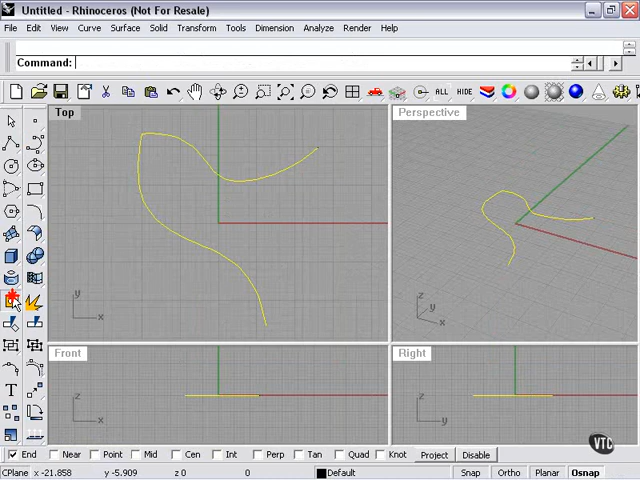 Untitled - Rhinoceros (Not For Resale)
File Edit View Curve Surface Solid Transform Tools Dimension Analyze Render Help
Command:
ALL HIDE
Top
Perspective
y
x
z
y
x
Front
Right
z
x
z
y
T
VTC
End Near Point Mid Cen Int Perp Tan Quad Knot Project Disable
CPlane x -21.858 y -5.909 z 0 0 Default Snap Ortho Planar Osnap